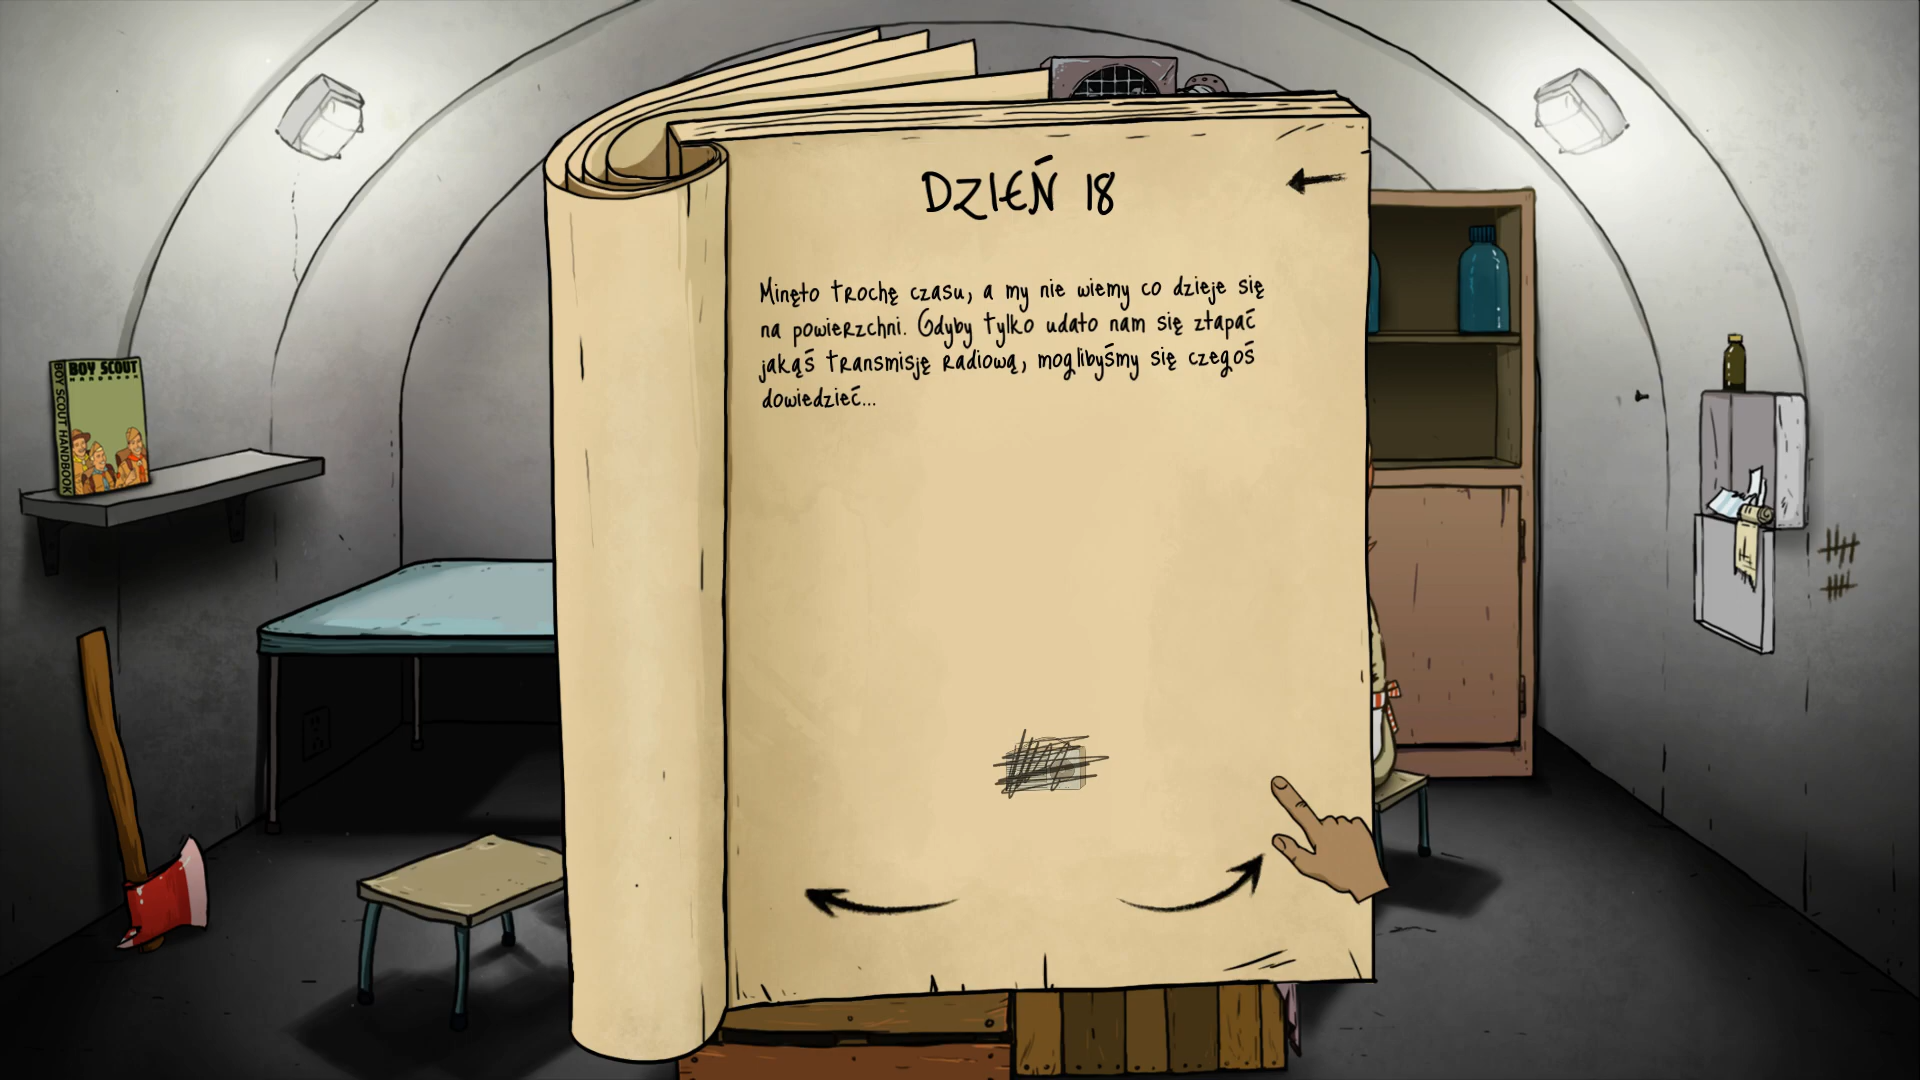 DZIEŃ 18
Minęło trochę czasu, a my nie wiemy co dzieje się
na powierzchni. Gdyby tylko udało nam się złapać
jakąś transmisję radiową, moglibyśmy się czegoś
dowiedzieć...
BOY SCOUT
HANDBOOK
BOY SCOUT HANDBOOK